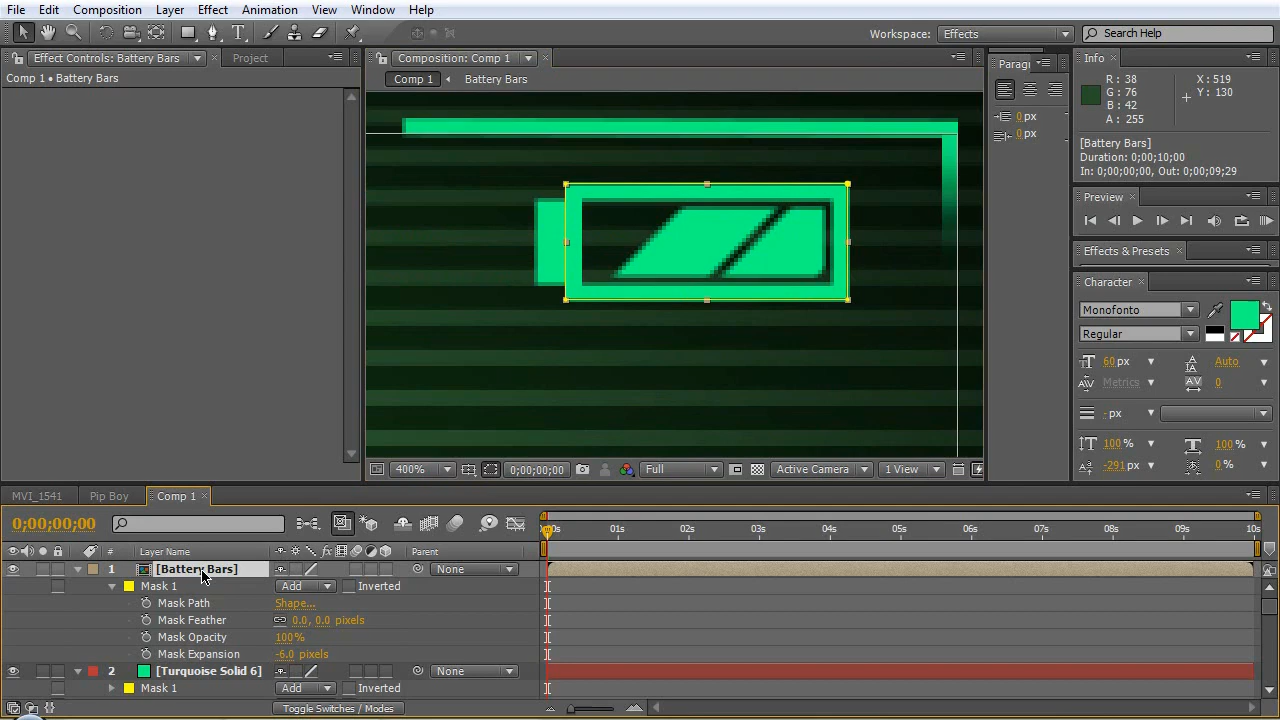 File Edit Composition Layer Effect Animation View Window Help
Workspace: Effects Search Help
Effect Controls: Battery Bars Project
Comp 1 • Battery Bars
Composition: Comp 1
Comp 1 Battery Bars
Paragr
0 px
0 px
Info
R : 38 X : 519
G : 76 Y : 130
B : 42
A : 255
[Battery Bars]
Duration: 0;00;10;00
In: 0;00;00;00, Out: 0;00;09;29
Preview
Effects & Presets
Character
Monofonto
Regular
60 px Auto
Metrics 0
- px
100 % 100 %
-291 px 0 %
400% 0;00;00;00 Full Active Camera 1 View
MVI_1541 Pip Boy Comp 1
0;00;00;00
# Layer Name Parent
00s 01s 02s 03s 04s 05s 06s 07s 08s 09s 10s
1 [Battery Bars] None
Mask 1 Add Inverted
Mask Path Shape...
Mask Feather 0.0, 0.0 pixels
Mask Opacity 100%
Mask Expansion -6.0 pixels
2 [Turquoise Solid 6] None
Mask 1 Add Inverted
Toggle Switches / Modes